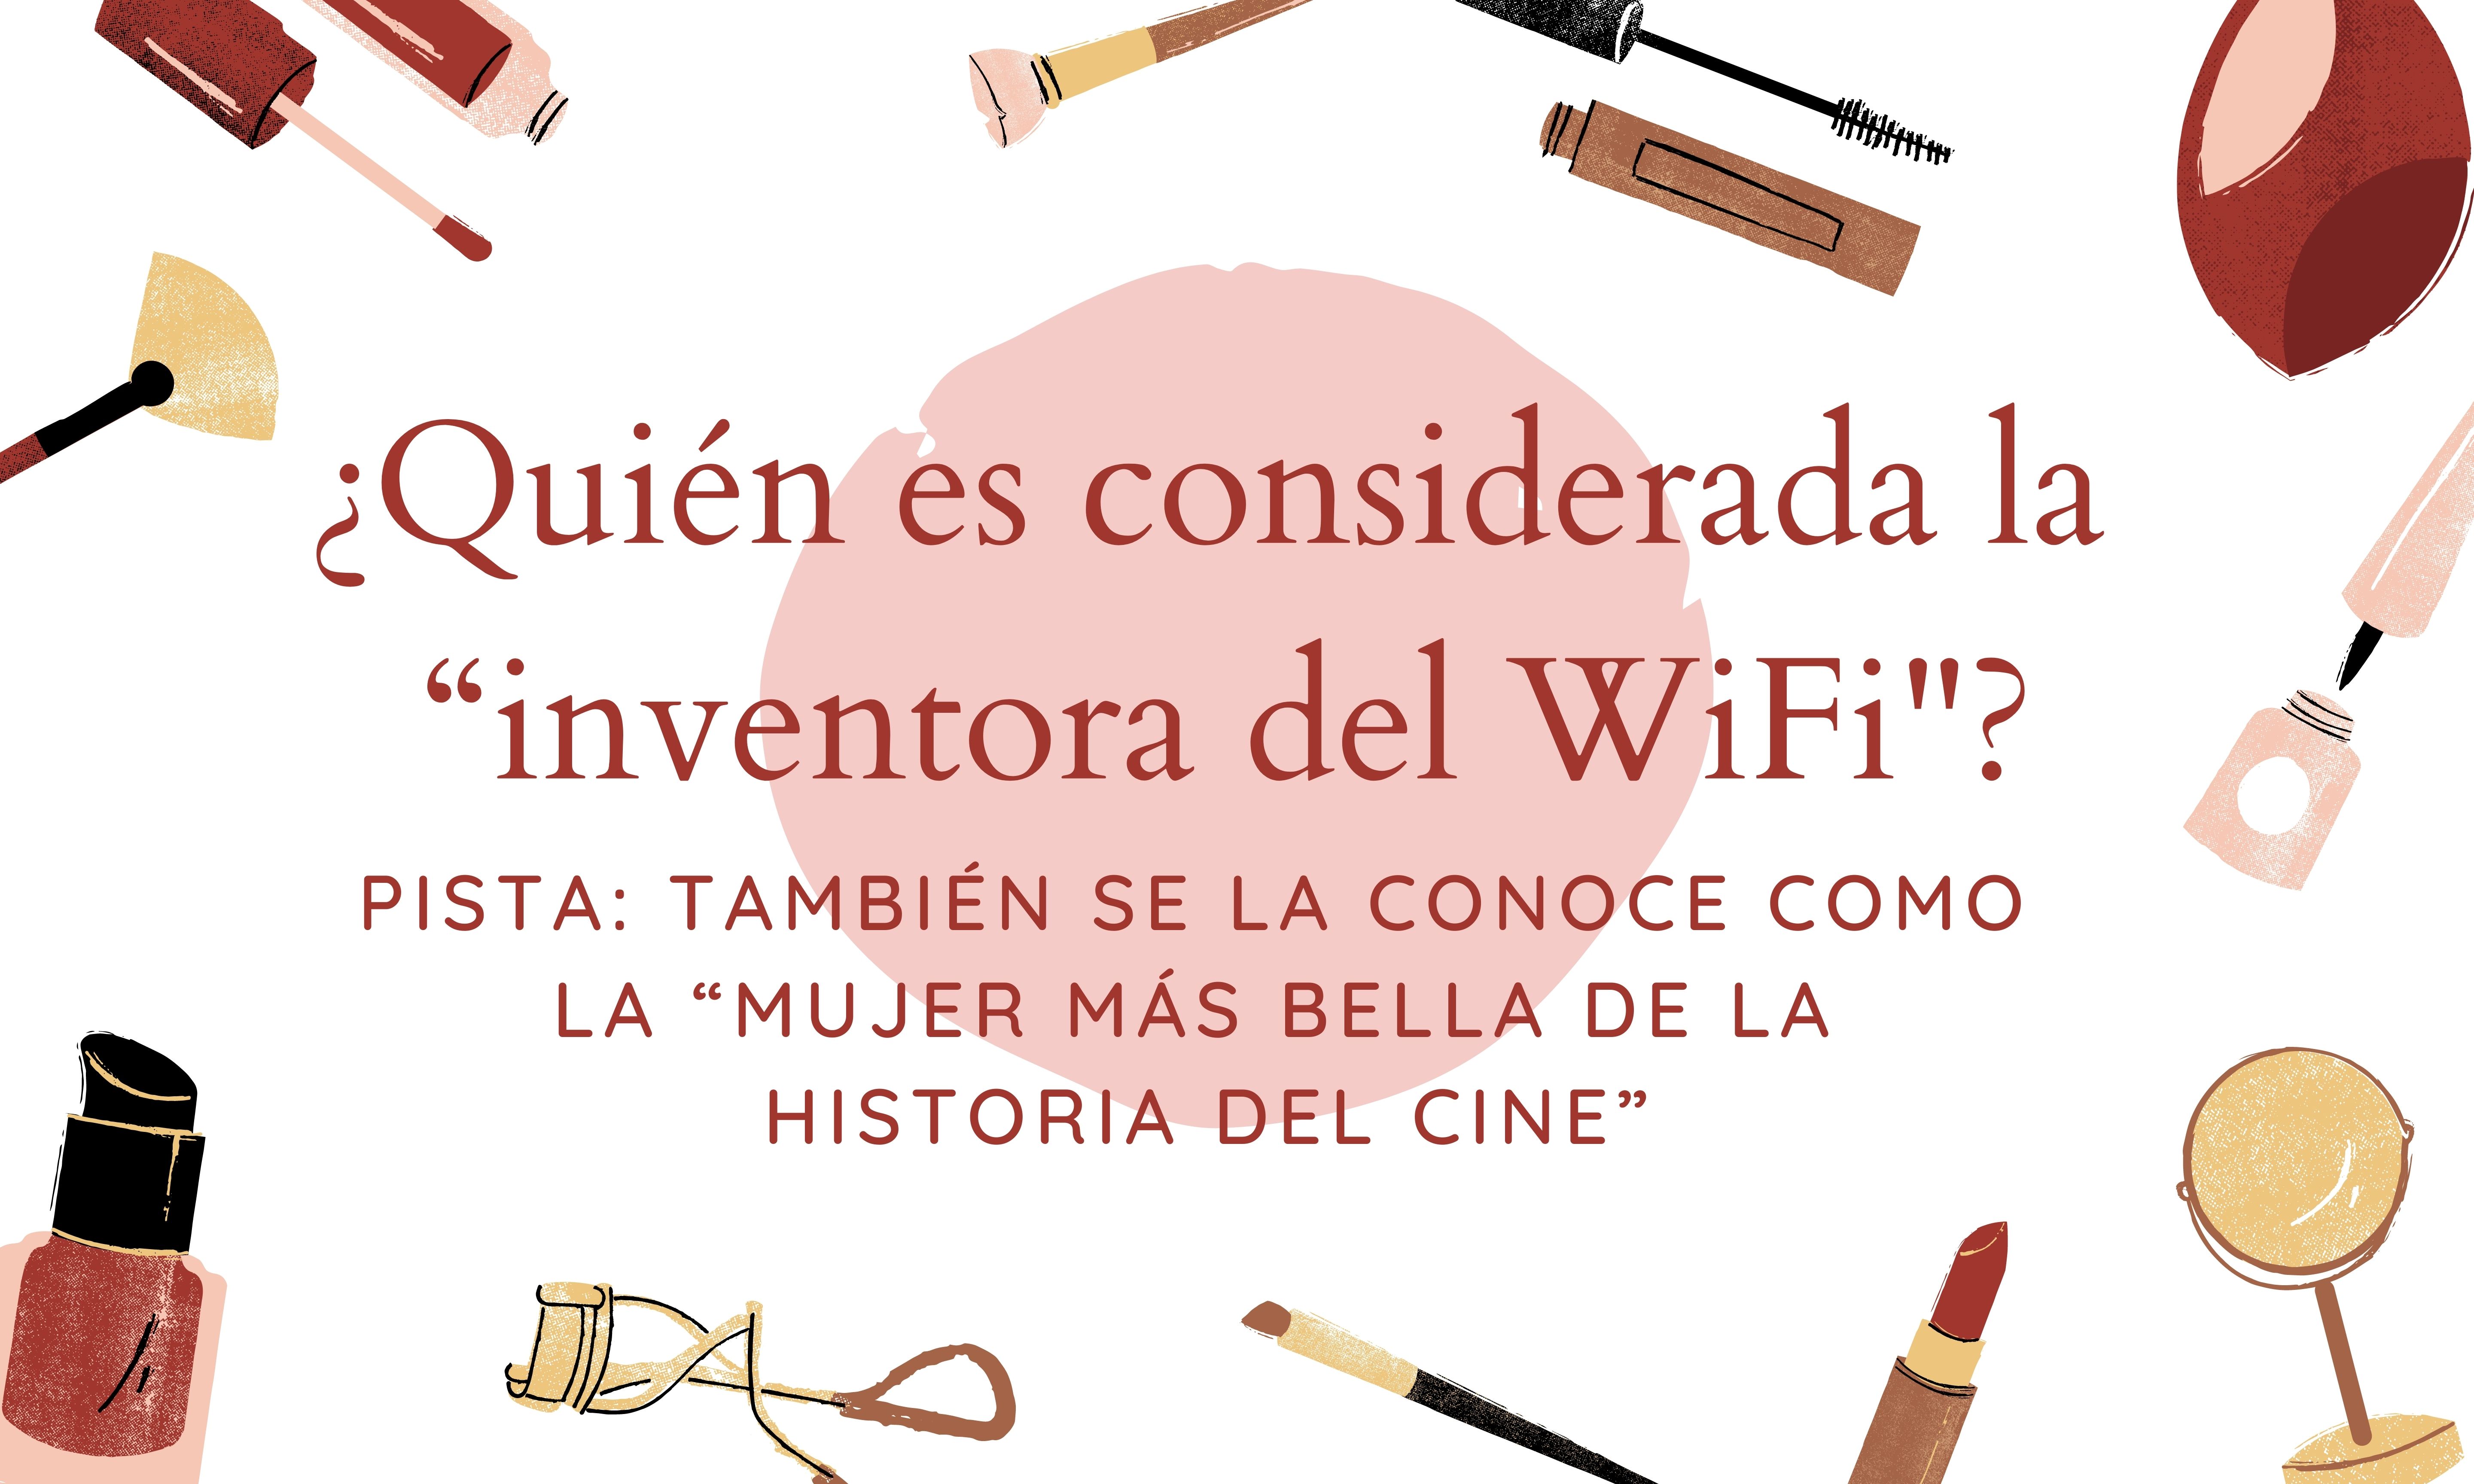 ¿Quién es considerada la
“inventora del WiFi"?
PISTA: TAMBIÉN SE LA CONOCE COMO
LA “MUJER MÁS BELLA DE LA
HISTORIA DEL CINE”